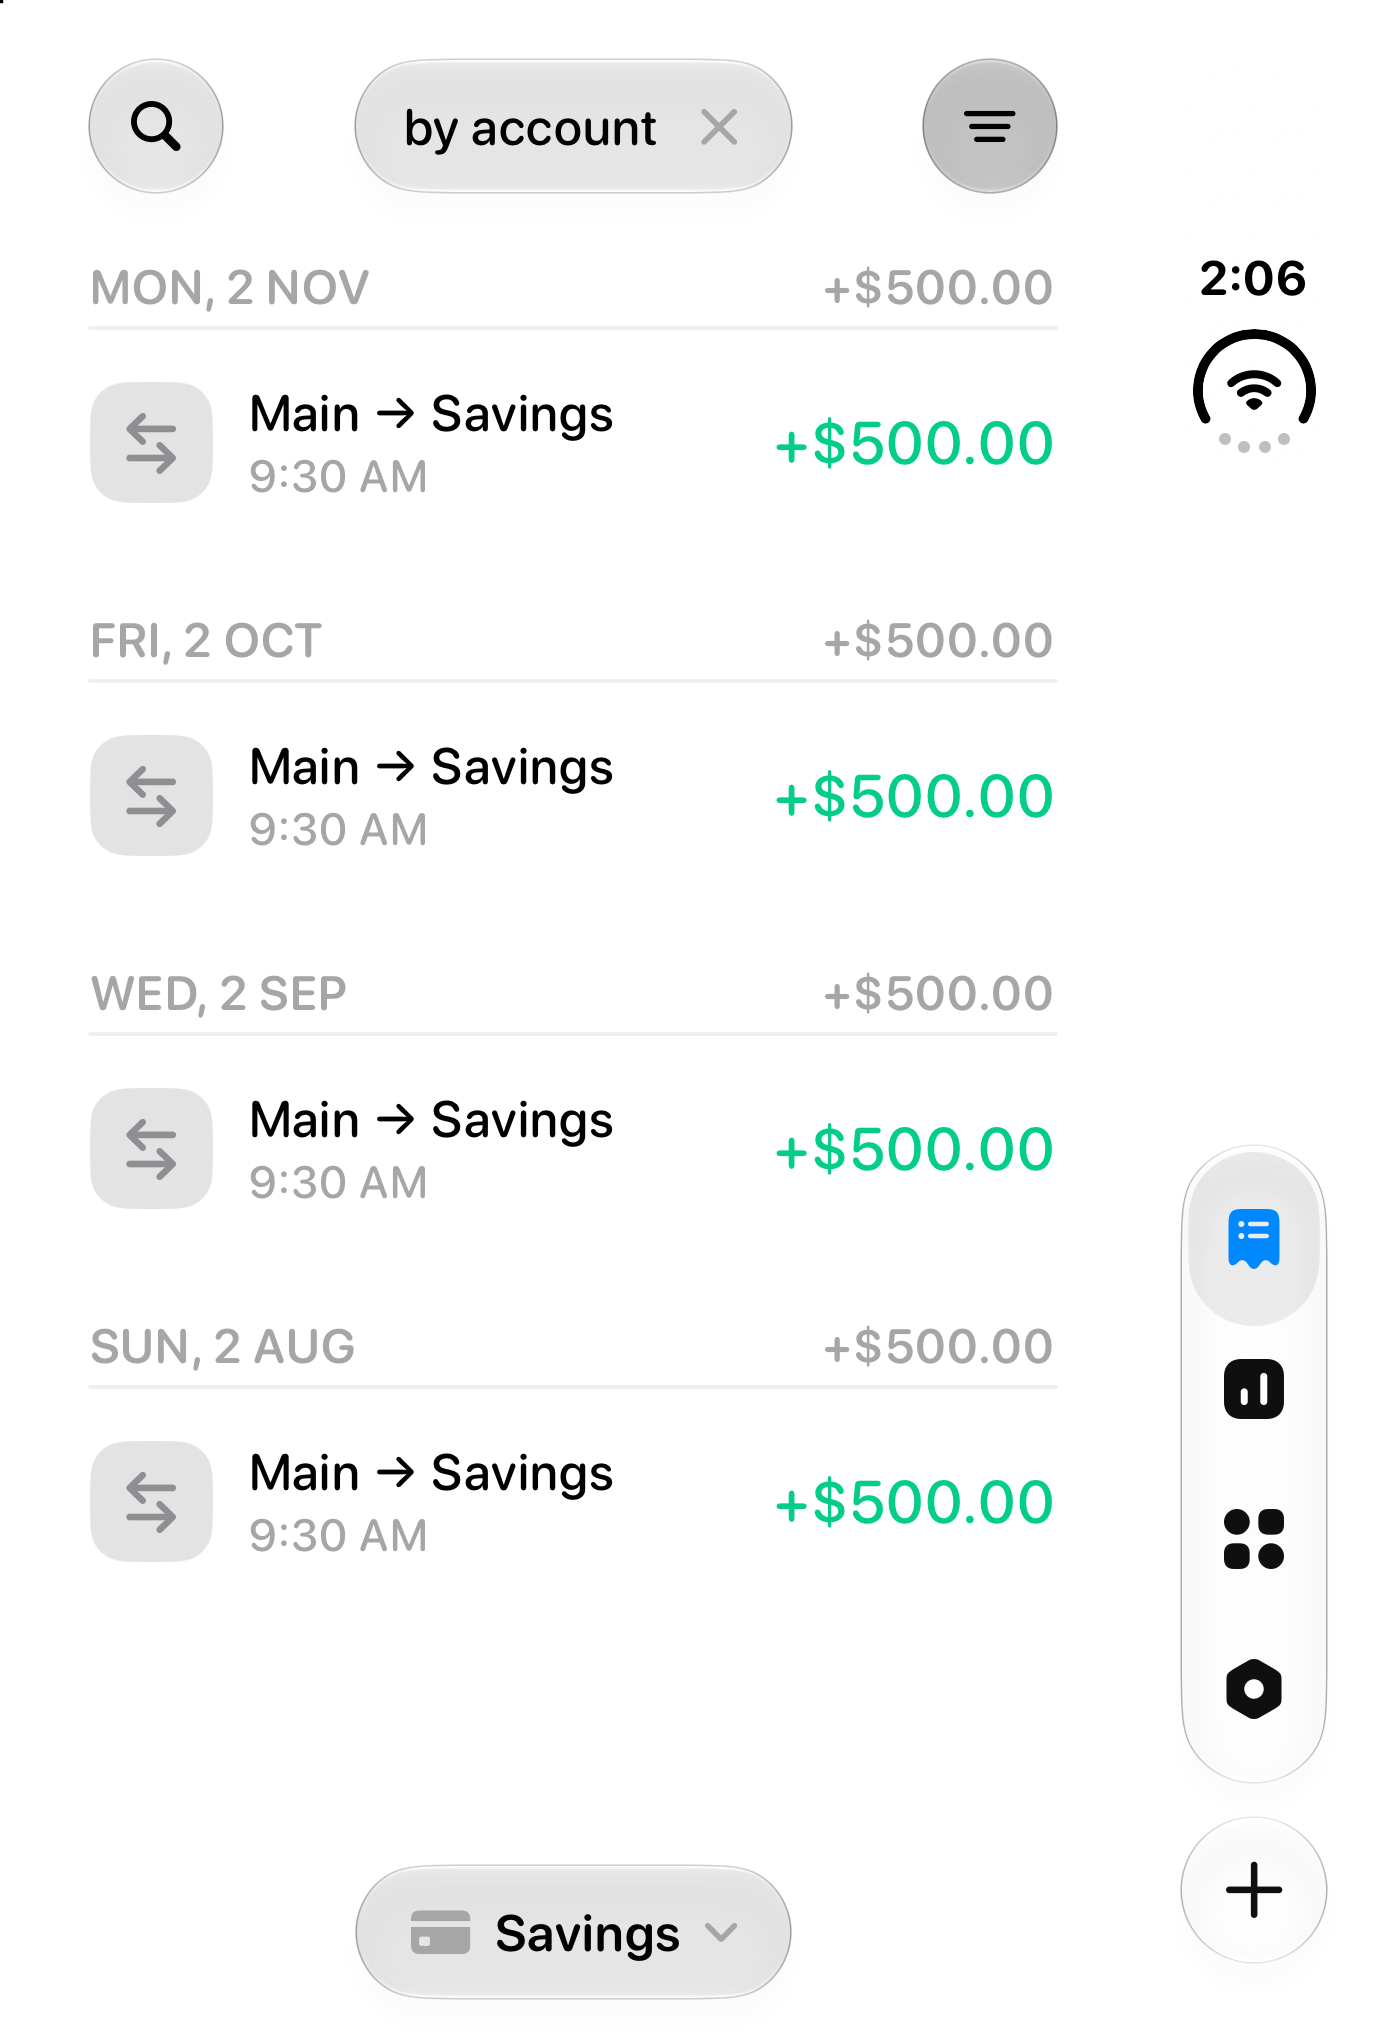 by account
2:06
MON, 2 NOV +$500.00
Main → Savings
9:30 AM
+$500.00
FRI, 2 OCT +$500.00
Main → Savings
9:30 AM
+$500.00
WED, 2 SEP +$500.00
Main → Savings
9:30 AM
+$500.00
SUN, 2 AUG +$500.00
Main → Savings
9:30 AM
+$500.00
Savings